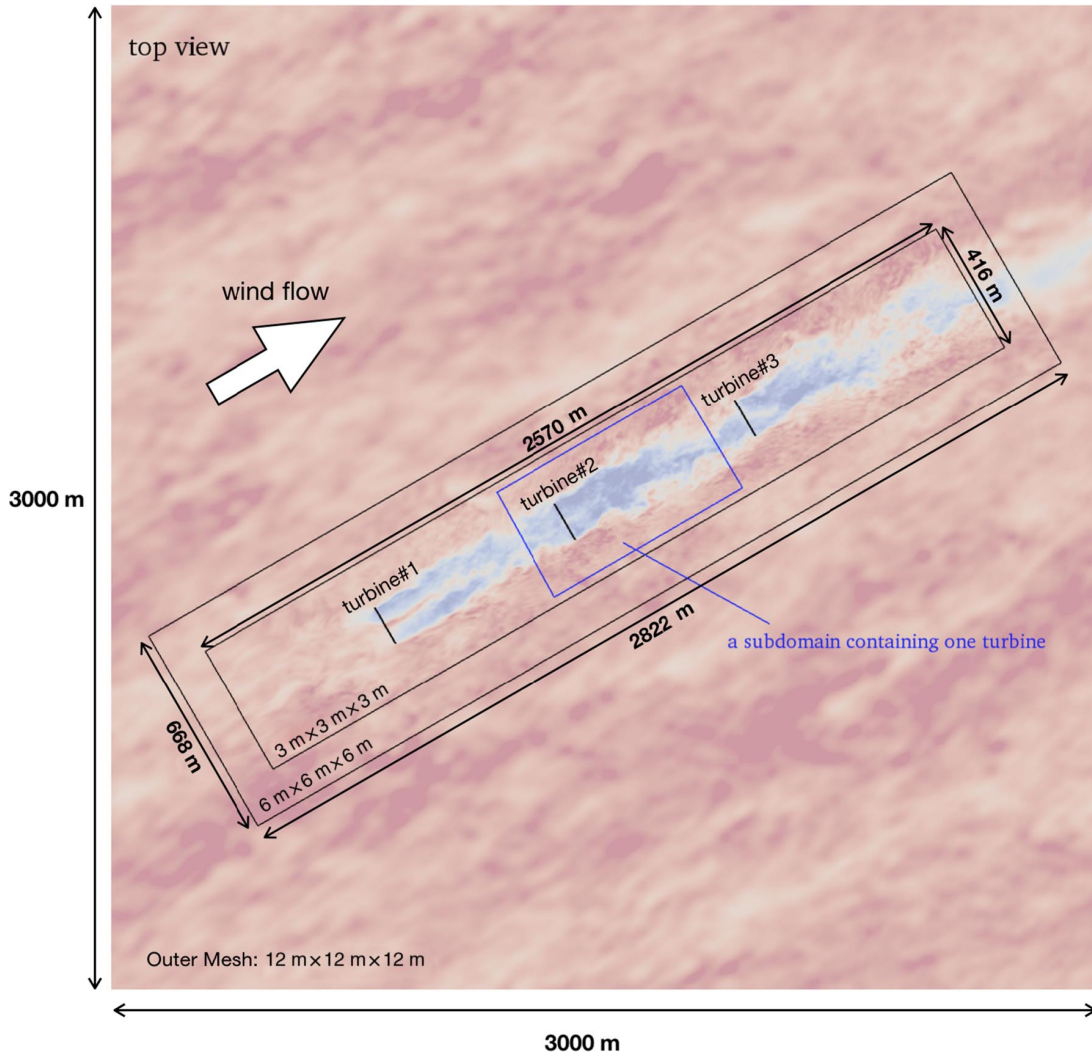 top view
wind flow
416 m
turbine#3
2570 m
turbine#2
3000 m
turbine#1
2822 m
a subdomain containing one turbine
668 m
3 m×3 m×3 m
6 m×6 m×6 m
Outer Mesh: 12 m×12 m×12 m
3000 m